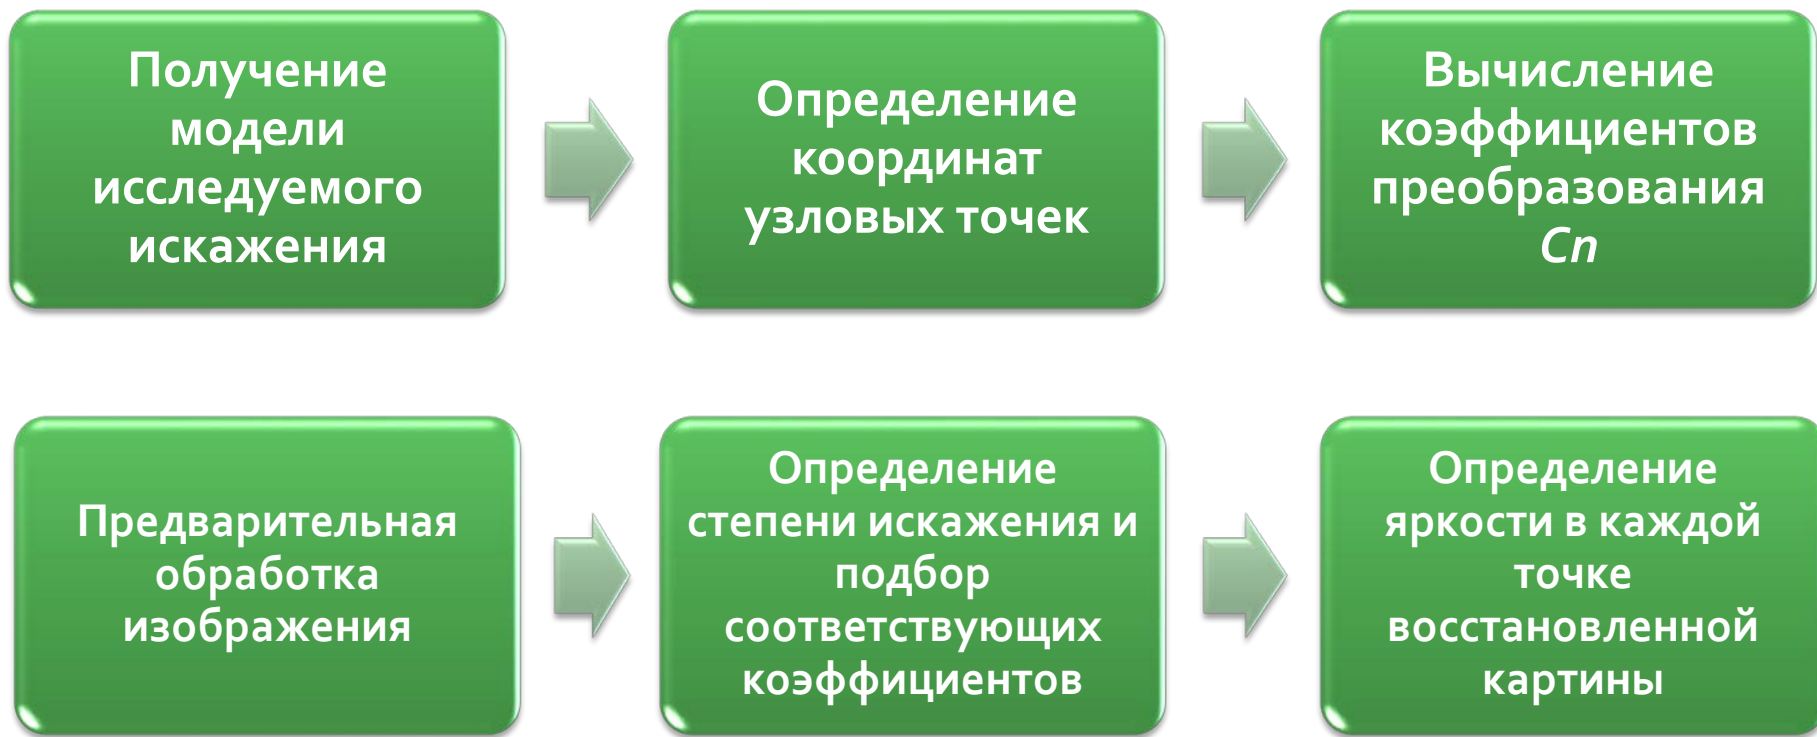 Получение
модели
исследуемого
искажения
Определение
координат
узловых точек
Вычисление
коэффициентов
преобразования
Cn
Предварительная
обработка
изображения
Определение
степени искажения и
подбор
соответствующих
коэффициентов
Определение
яркости в каждой
точке
восстановленной
картины